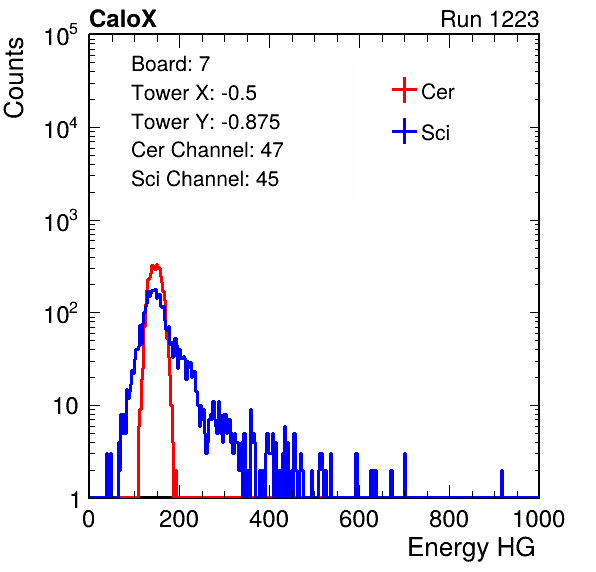 CaloX Run 1223
Counts
Board: 7
Tower X: -0.5
Tower Y: -0.875
Cer Channel: 47
Sci Channel: 45
Cer
Sci
10^5
10^4
10^3
10^2
10
1
0 200 400 600 800 1000
Energy HG